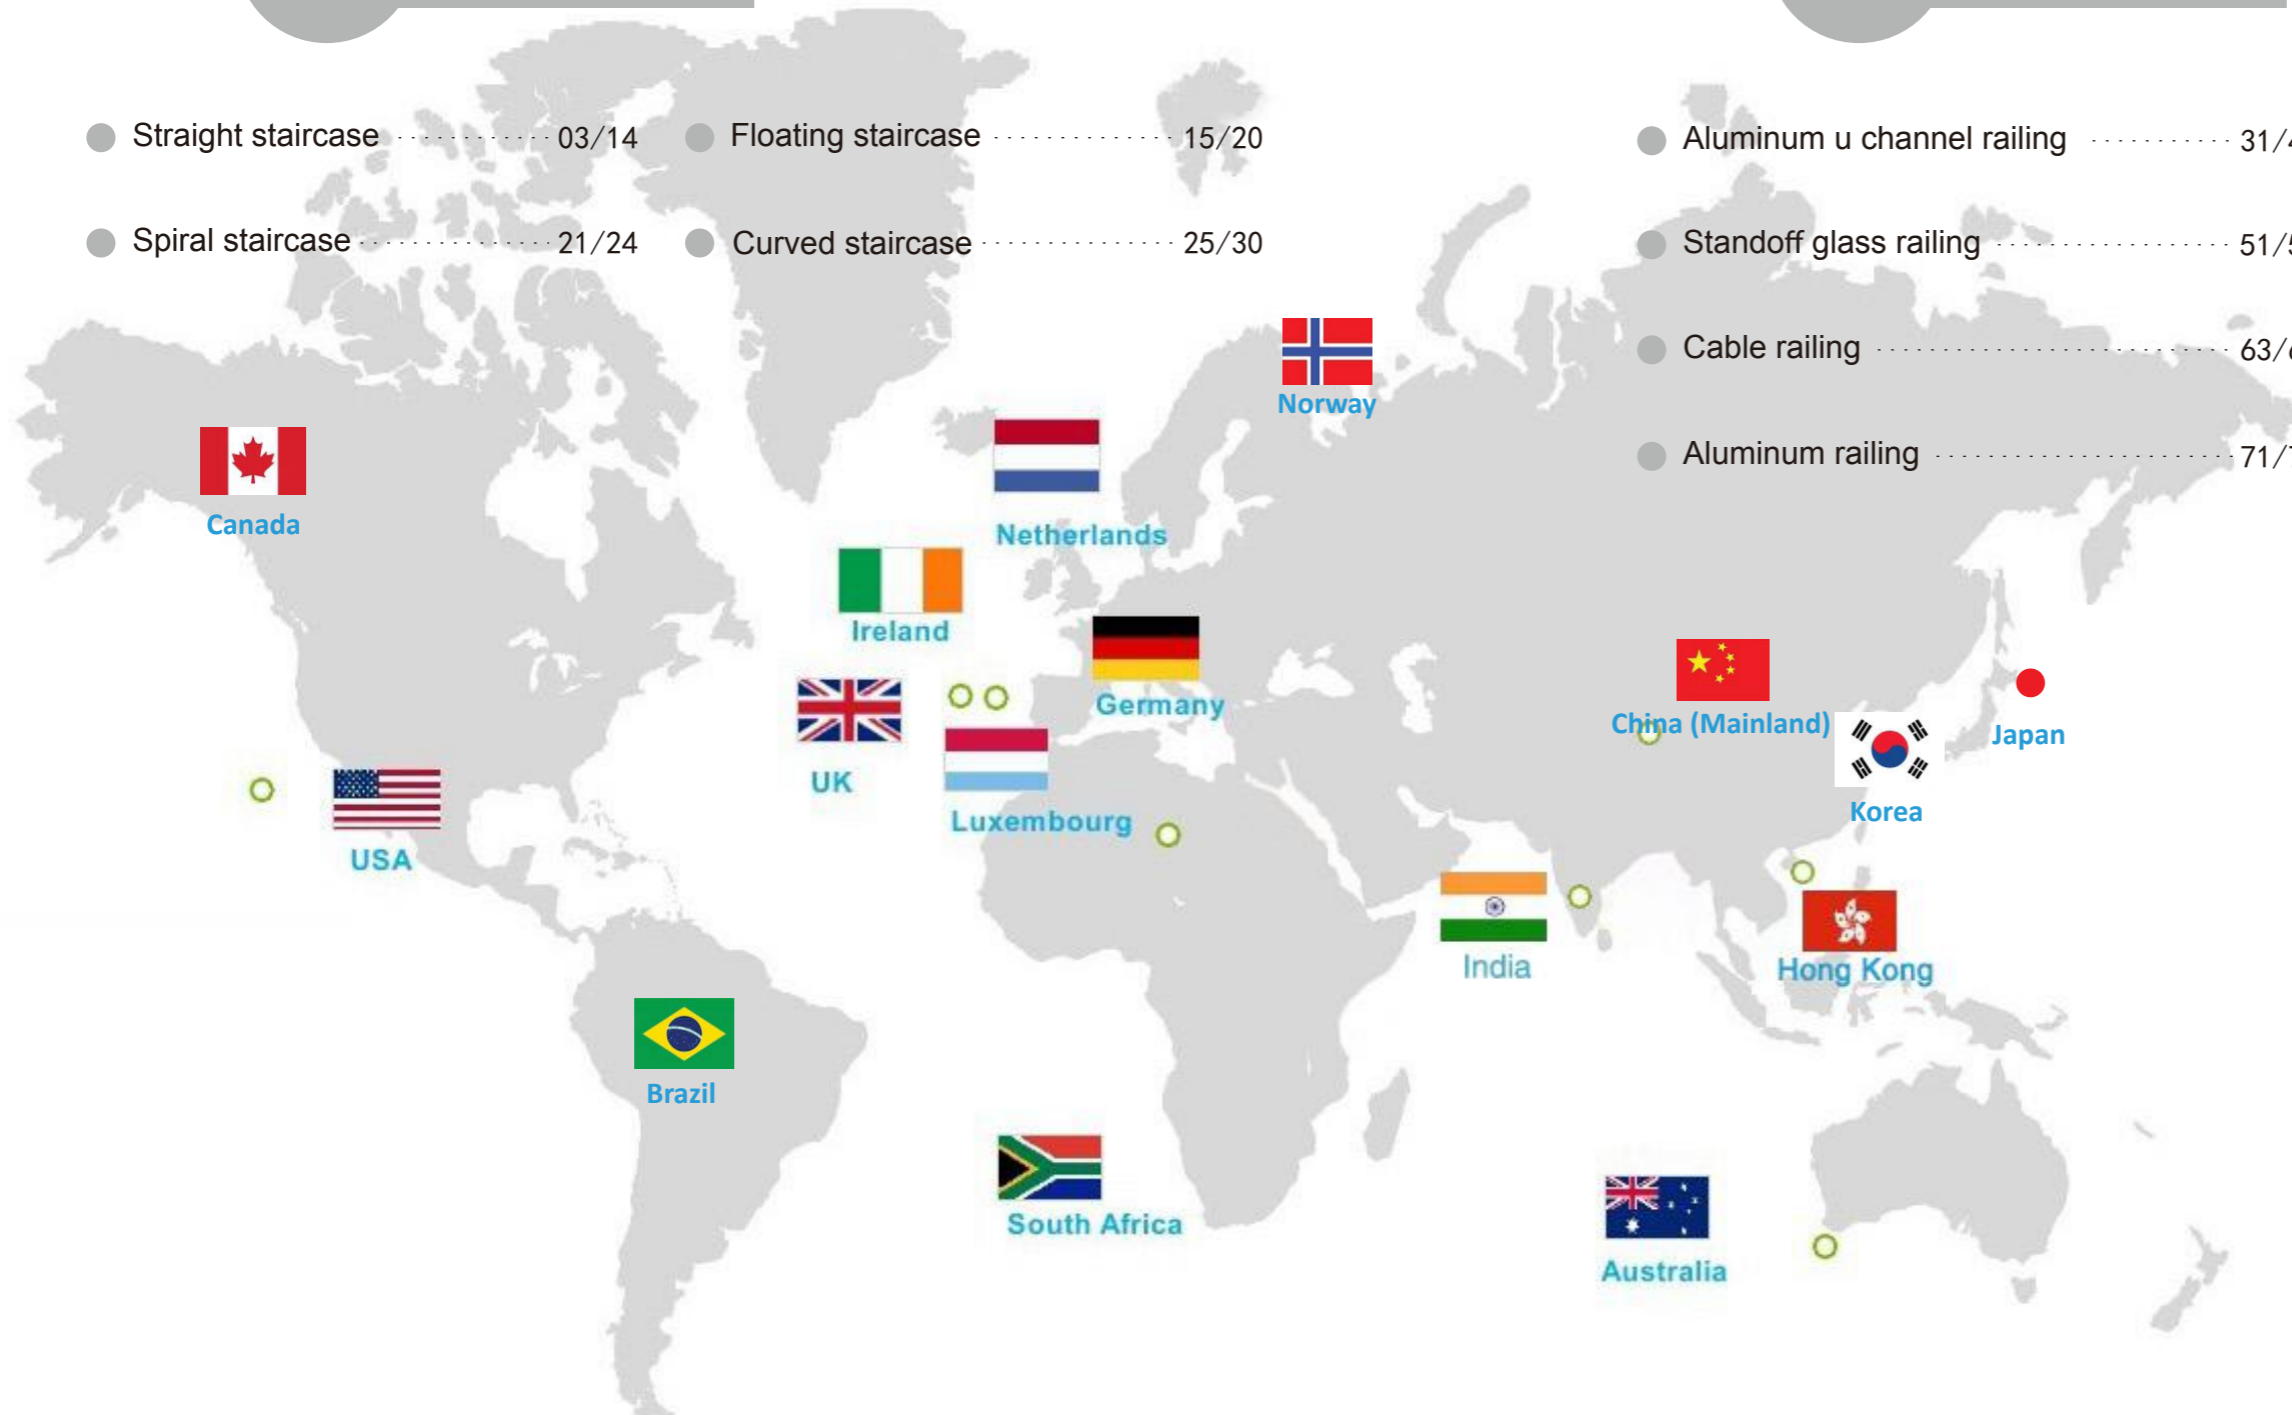 Straight staircase 03/14
Floating staircase 15/20
Spiral staircase 21/24
Curved staircase 25/30
Aluminum u channel railing 31/
Standoff glass railing 51/
Cable railing 63/
Aluminum railing 71/
Norway
Canada
Netherlands
Ireland
Germany
China (Mainland)
Japan
UK
Luxembourg
Korea
USA
India
Hong Kong
Brazil
South Africa
Australia